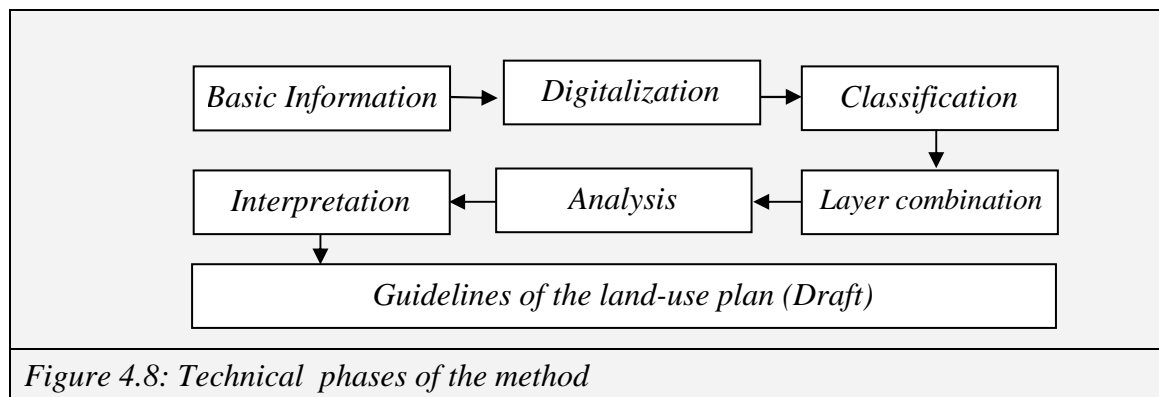 Basic Information
Digitalization
Classification
Layer combination
Analysis
Interpretation
Guidelines of the land-use plan (Draft)
Figure 4.8: Technical  phases of the method